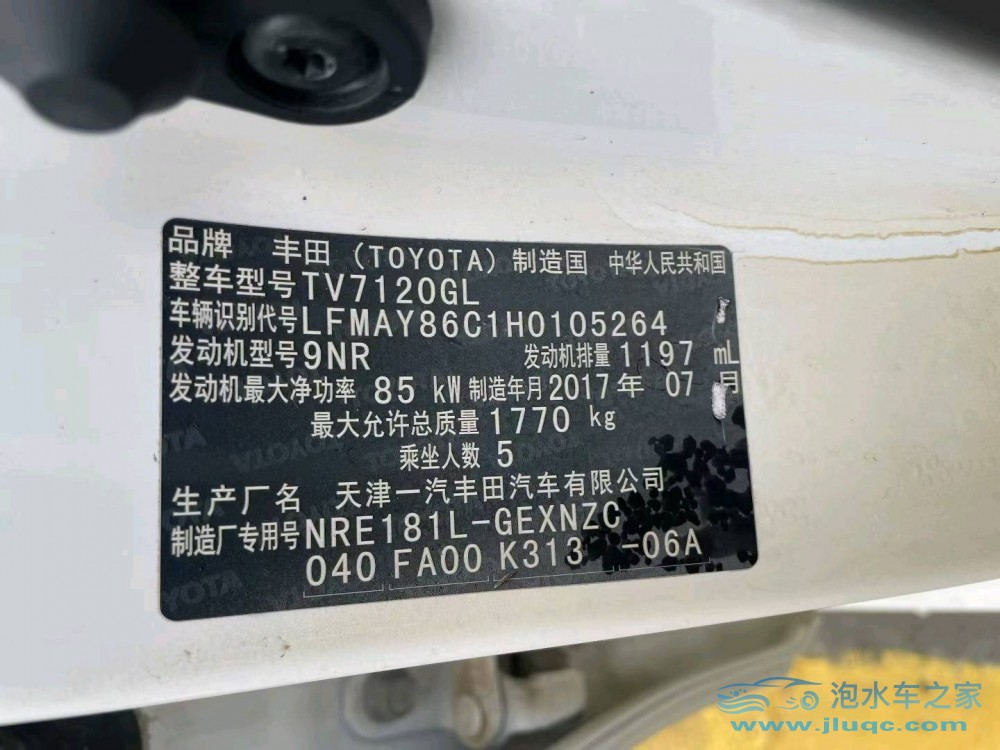 品牌 丰田 (TOYOTA) 制造国 中华人民共和国
整车型号 TV7120GL
车辆识别代号 LFMAY86C1H0105264
发动机型号 9NR 发动机排量 1197 mL
发动机最大净功率 85 kW 制造年月 2017年 07 月
最大允许总质量 1770 kg
乘坐人数 5
生产厂名 天津一汽丰田汽车有限公司
制造厂专用号 NRE181L-GEXNZC
040 FA00 K313 -06A
泡水车之家
www.jluqc.com